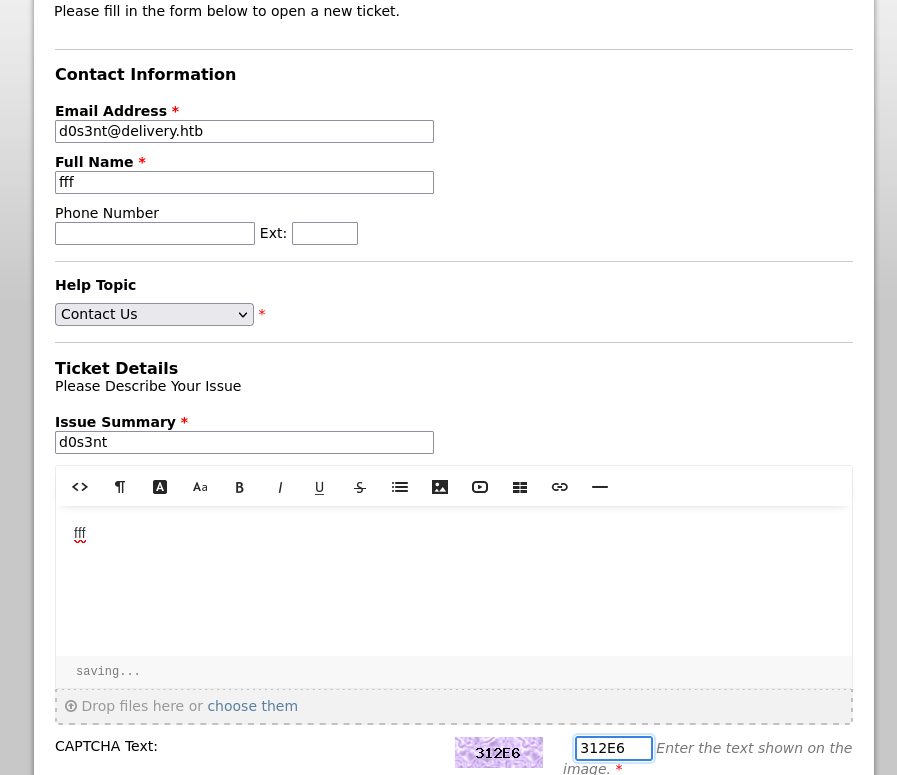 Please fill in the form below to open a new ticket.
Contact Information
Email Address *
d0s3nt@delivery.htb
Full Name *
fff
Phone Number
Ext:
Help Topic
Contact Us
*
Ticket Details
Please Describe Your Issue
Issue Summary *
d0s3nt
<> ¶ A Aa B I U S
fff
saving...
Drop files here or choose them
CAPTCHA Text: 312E6 312E6 Enter the text shown on the
image. *